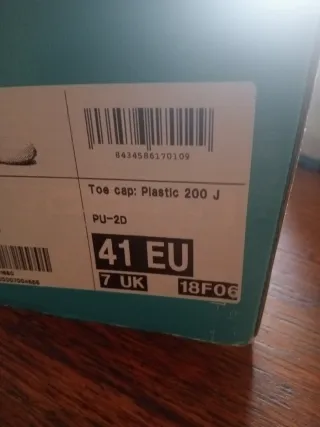 8434586170109
Toe cap: Plastic 200 J
PU-2D
41 EU
7 UK
18F06